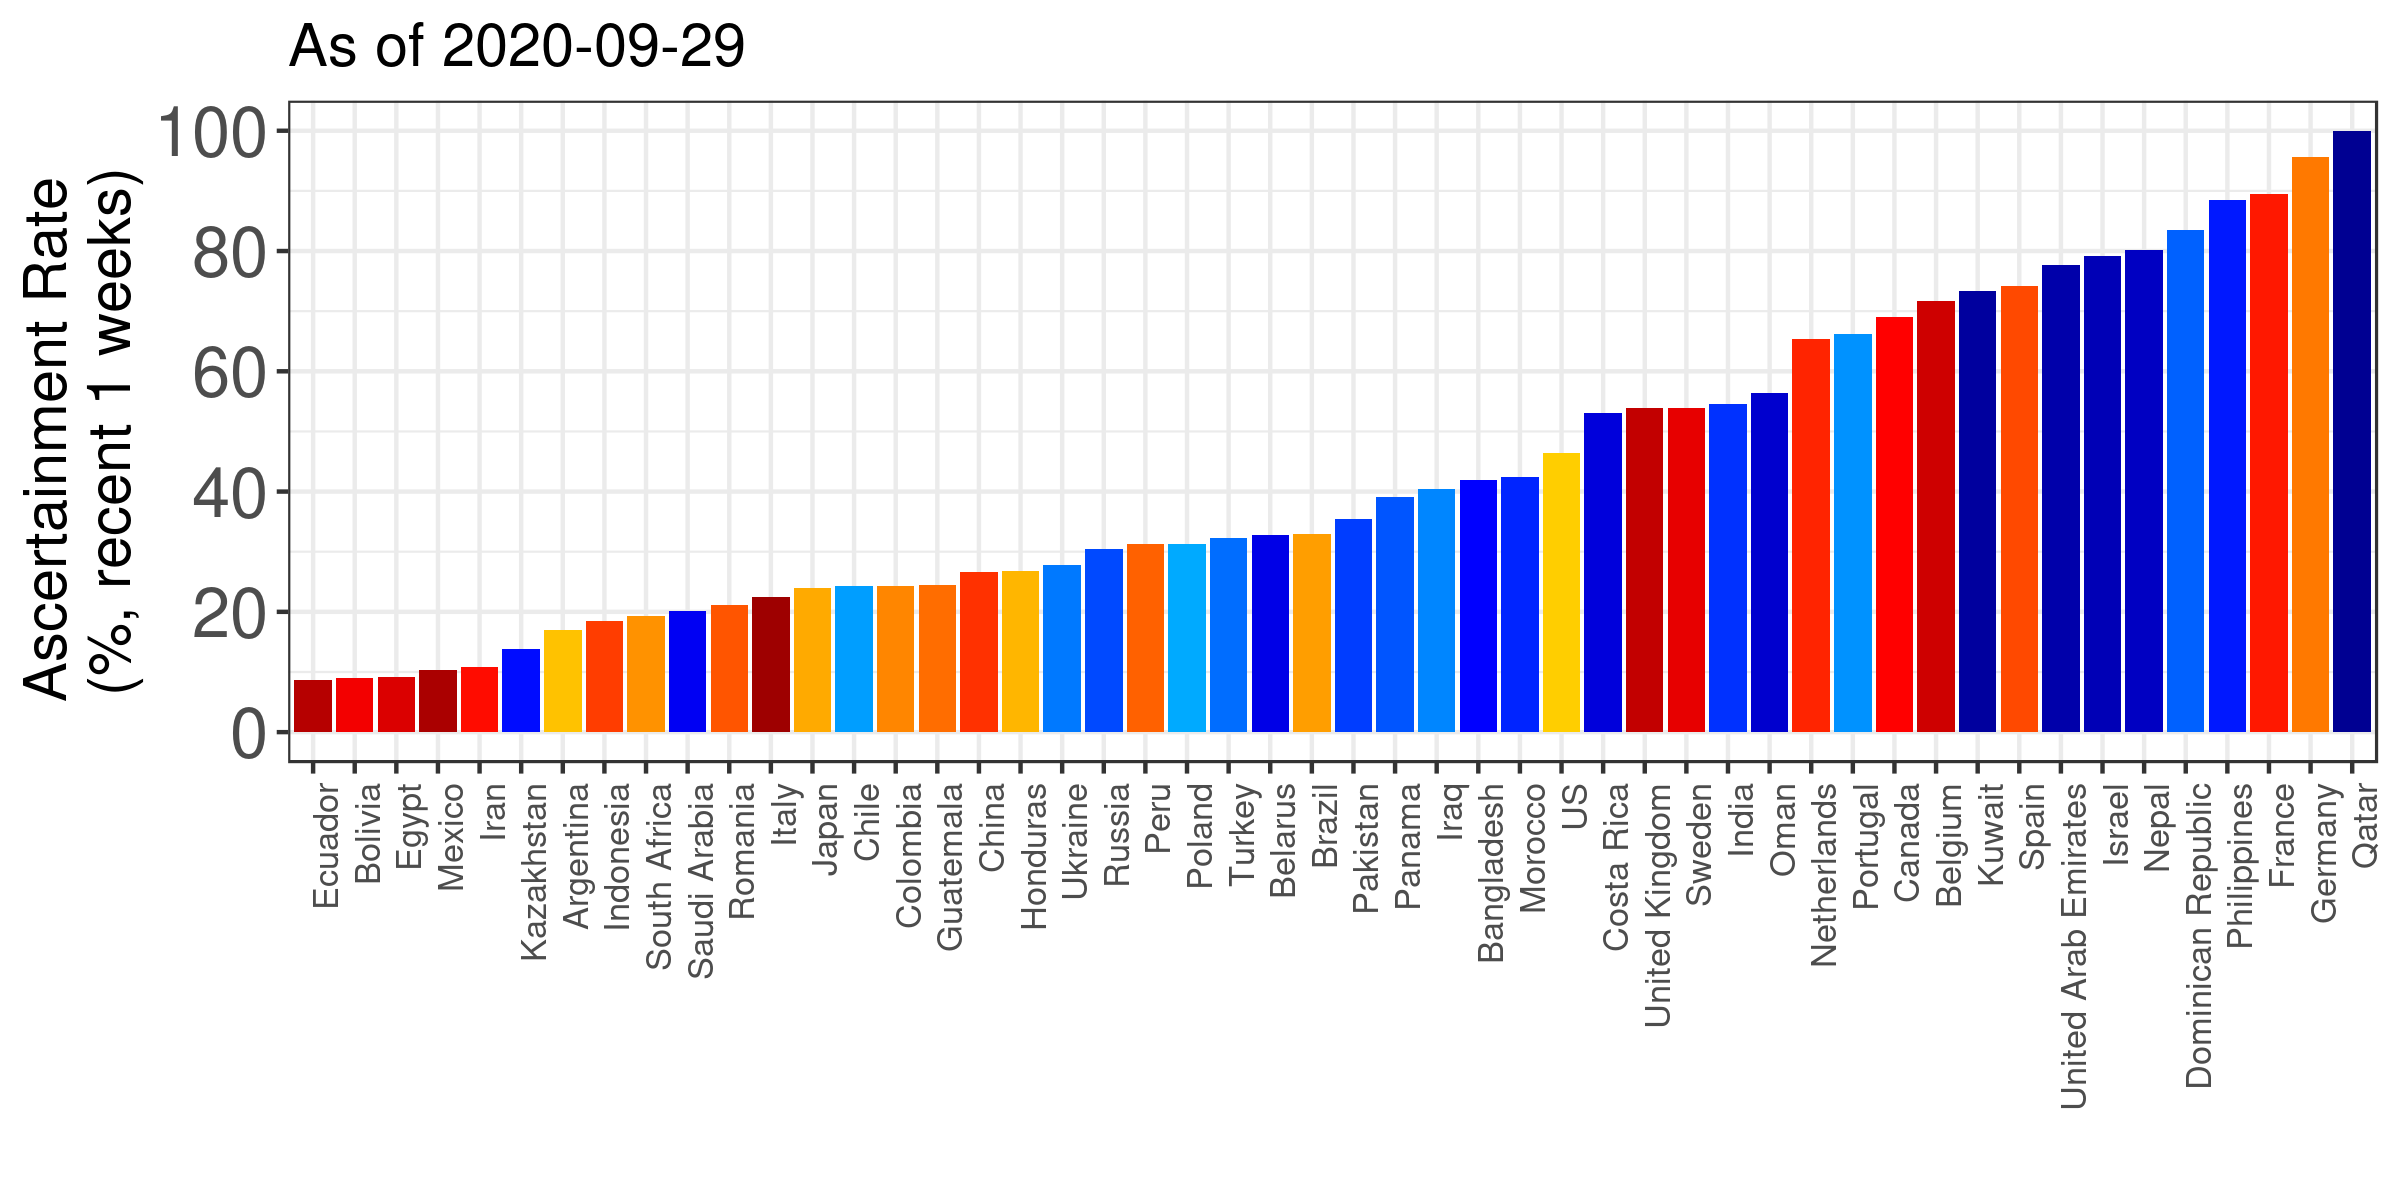 As of 2020-09-29
Ascertainment Rate
(%, recent 1 weeks)
100
80
60
40
20
0
Ecuador
Bolivia
Egypt
Mexico
Iran
Kazakhstan
Argentina
Indonesia
South Africa
Saudi Arabia
Romania
Italy
Japan
Chile
Colombia
Guatemala
China
Honduras
Ukraine
Russia
Peru
Poland
Turkey
Belarus
Brazil
Pakistan
Panama
Iraq
Bangladesh
Morocco
US
Costa Rica
United Kingdom
Sweden
India
Oman
Netherlands
Portugal
Canada
Belgium
Kuwait
Spain
United Arab Emirates
Israel
Nepal
Dominican Republic
Philippines
France
Germany
Qatar